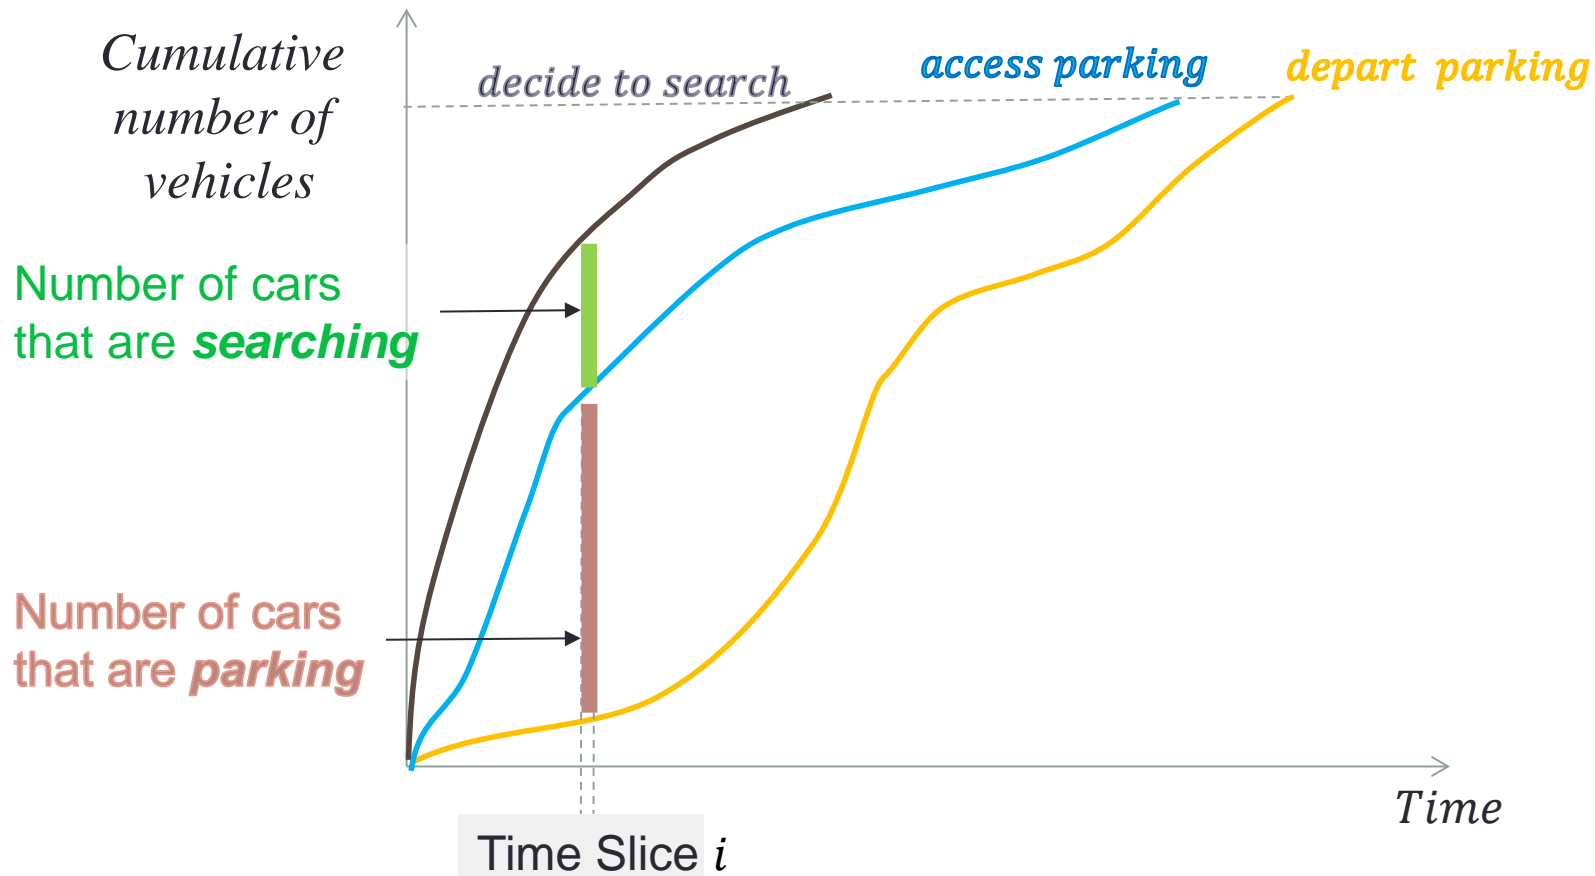 Cumulative
number of
vehicles
decide to search
access parking
depart parking
Number of cars
that are searching
Number of cars
that are parking
Time
Time Slice i